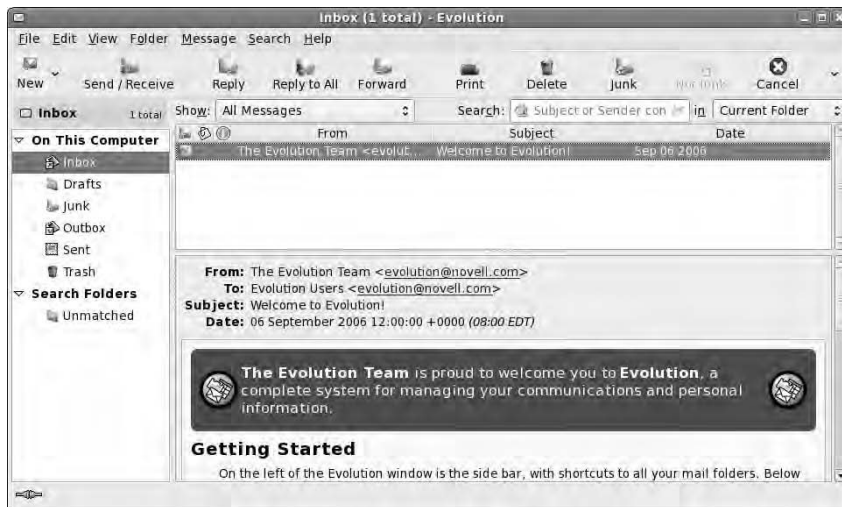 Inbox (1 total) - Evolution
File Edit View Folder Message Search Help
New Send / Receive Reply Reply to All Forward Print Delete Junk Cancel
Inbox 1 total Show: All Messages Search: Subject or Sender con in Current Folder
From Subject Date
The Evolution Team <evolut... Welcome to Evolution! Sep 06 2006
On This Computer
Inbox
Drafts
Junk
Outbox
Sent
Trash
Search Folders
Unmatched
From: The Evolution Team <evolution@novell.com>
To: Evolution Users <evolution@novell.com>
Subject: Welcome to Evolution!
Date: 06 September 2006 12:00:00 +0000 (08:00 EDT)
The Evolution Team is proud to welcome you to Evolution, a
complete system for managing your communications and personal
information.
Getting Started
On the left of the Evolution window is the side bar, with shortcuts to all your mail folders. Below